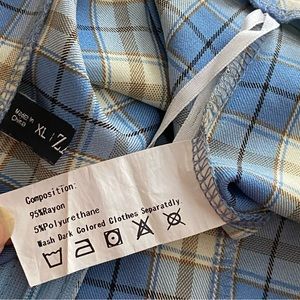 Made in
China
XL
Composition:
95%Rayon
5%Polyurethane
Wash Dark Colored Clothes Separatdly